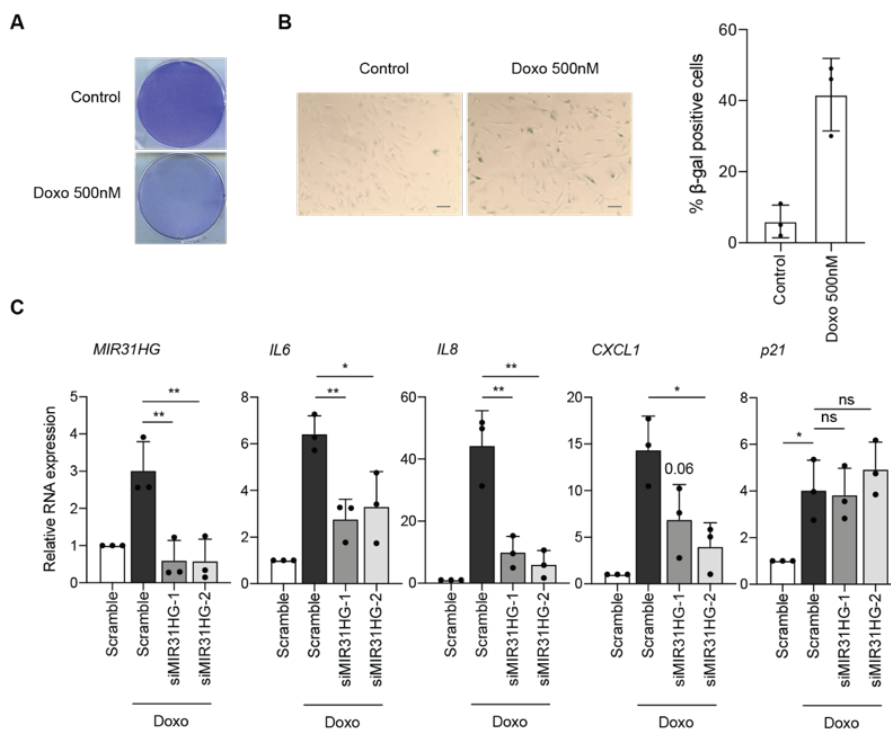 A
Control
Doxo 500nM
B
Control
Doxo 500nM
% β-gal positive cells
60
40
20
0
Control
Doxo 500nM
C
MIR31HG
Relative RNA expression
5
4
3
2
1
0
**
**
Scramble
Scramble
siMIR31HG-1
siMIR31HG-2
Doxo
IL6
8
6
4
2
0
*
**
Scramble
Scramble
siMIR31HG-1
siMIR31HG-2
Doxo
IL8
80
60
40
20
0
**
**
Scramble
Scramble
siMIR31HG-1
siMIR31HG-2
Doxo
CXCL1
20
15
10
5
0
*
0.06
Scramble
Scramble
siMIR31HG-1
siMIR31HG-2
Doxo
p21
8
6
4
2
0
ns
ns
*
Scramble
Scramble
siMIR31HG-1
siMIR31HG-2
Doxo